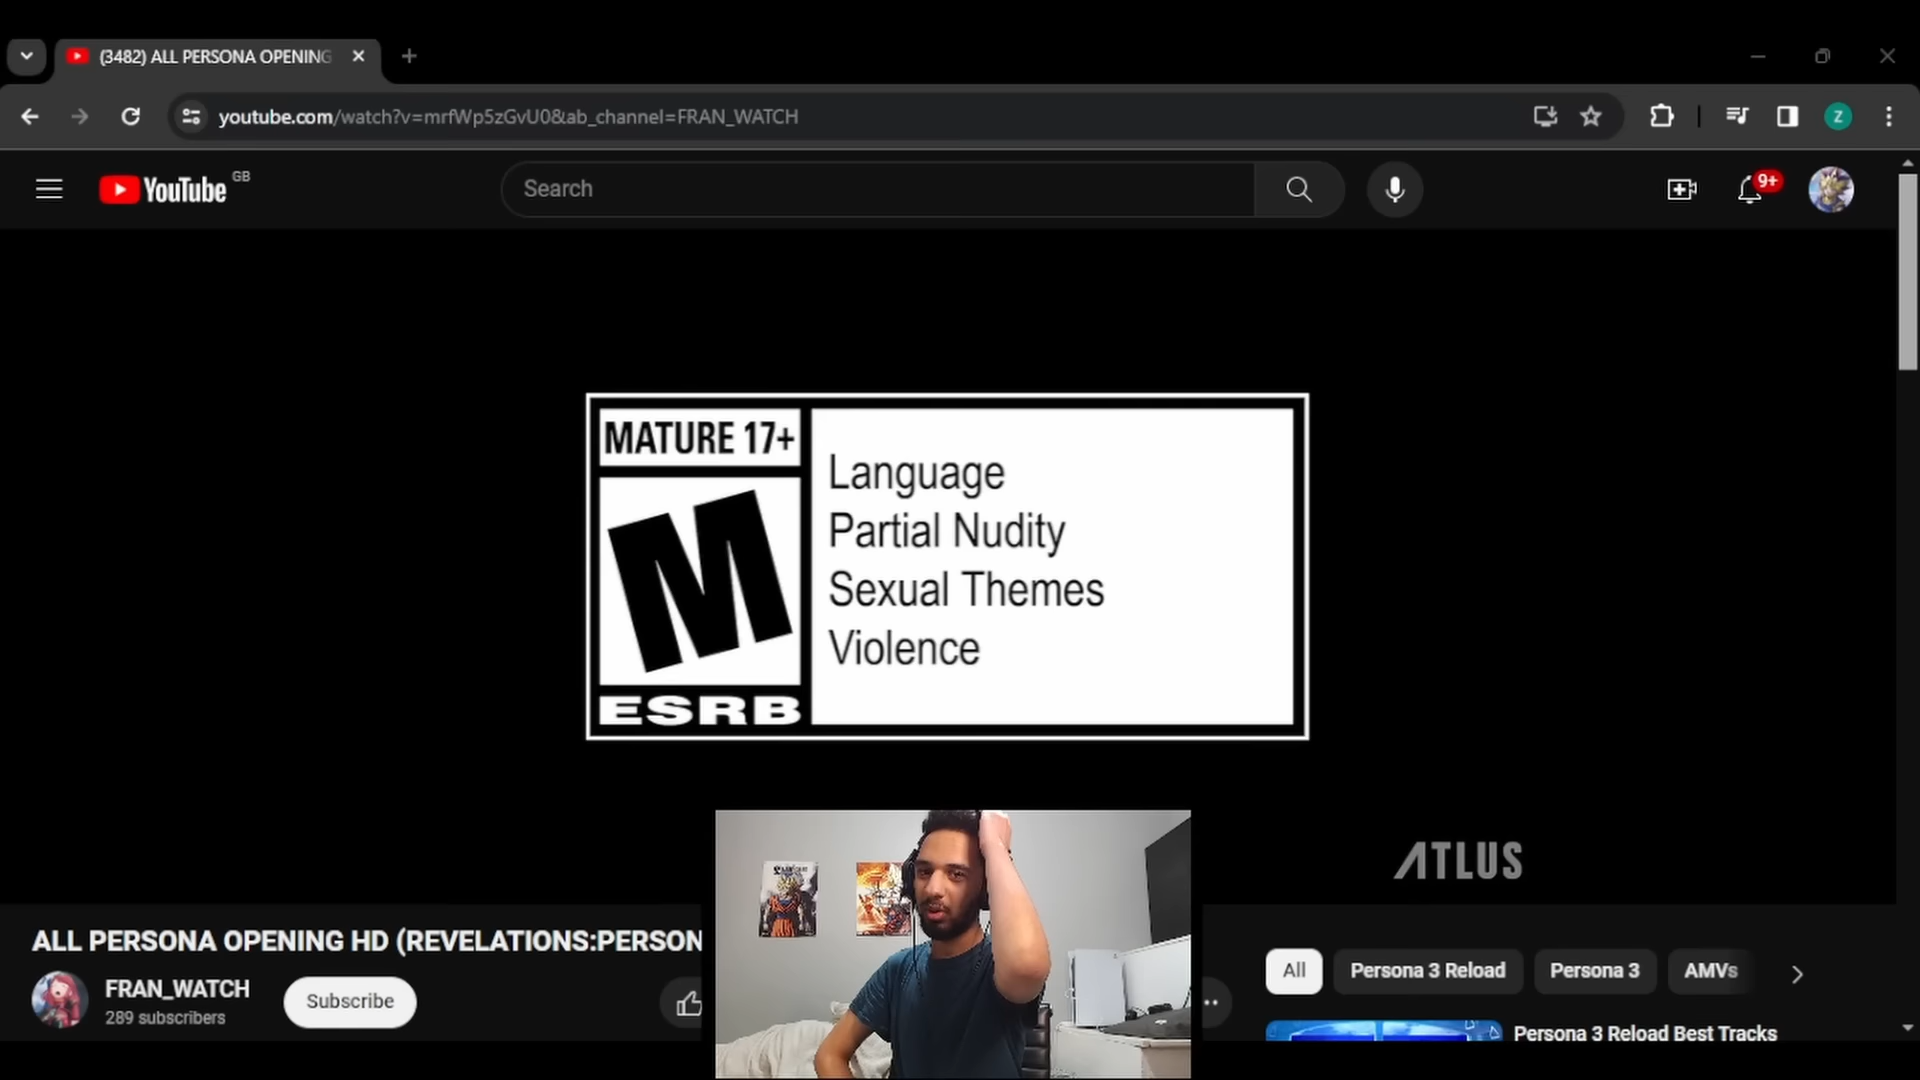 (3482) ALL PERSONA OPENING
youtube.com/watch?v=mrfWp5zGvU0&ab_channel=FRAN_WATCH
Z
YouTube GB
Search
9+
MATURE 17+
M
ESRB
Language
Partial Nudity
Sexual Themes
Violence
ATLUS
ALL PERSONA OPENING HD (REVELATIONS:PERSON
FRAN_WATCH
289 subscribers
Subscribe
All
Persona 3 Reload
Persona 3
AMVs
Persona 3 Reload Best Tracks